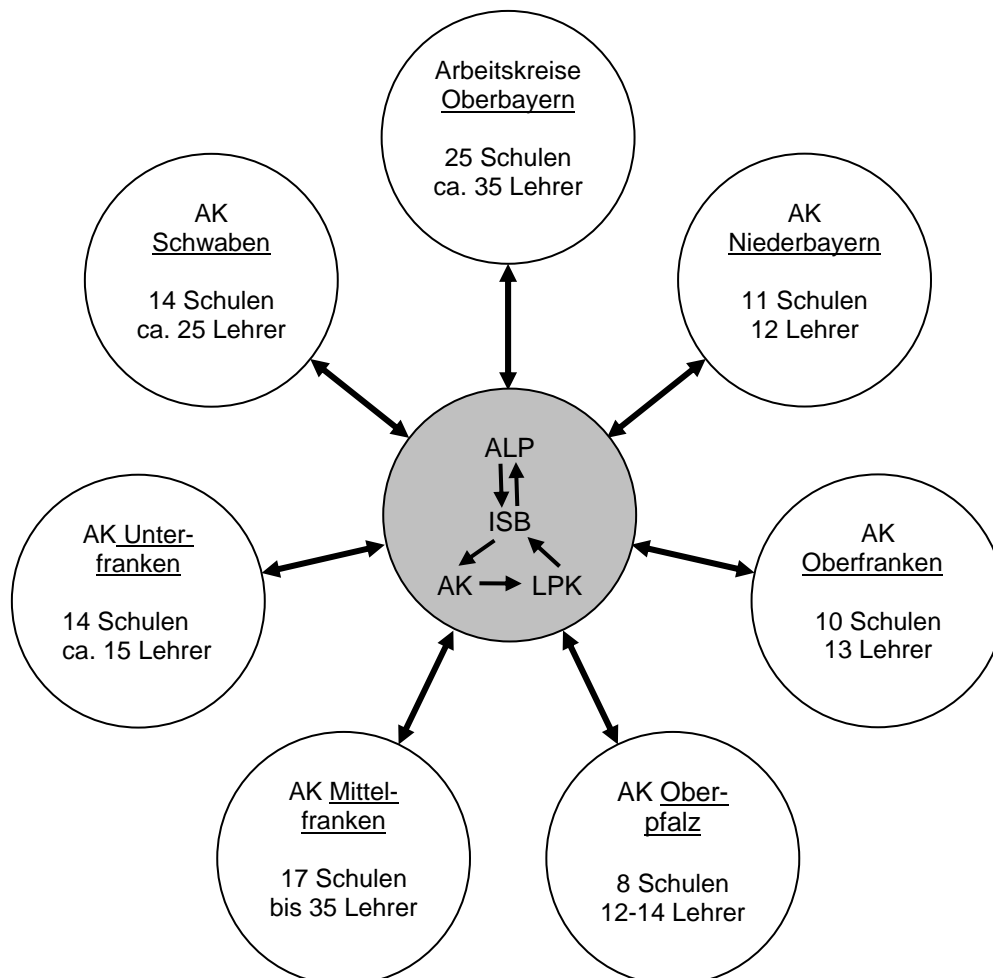 Arbeitskreise
Oberbayern
25 Schulen
ca. 35 Lehrer
AK
Schwaben
14 Schulen
ca. 25 Lehrer
AK
Niederbayern
11 Schulen
12 Lehrer
ALP
ISB
AK LPK
AK Unter-
franken
14 Schulen
ca. 15 Lehrer
AK
Oberfranken
10 Schulen
13 Lehrer
AK Mittel-
franken
17 Schulen
bis 35 Lehrer
AK Ober-
pfalz
8 Schulen
12-14 Lehrer